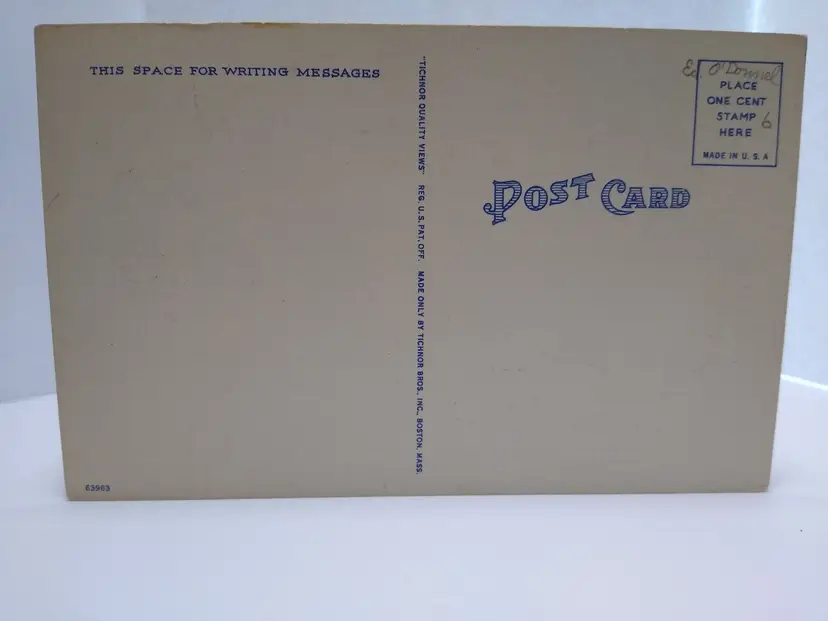 THIS SPACE FOR WRITING MESSAGES
"TICHNOR QUALITY VIEWS" REG. U.S. PAT. OFF. MADE ONLY BY TICHNOR BROS., INC., BOSTON, MASS.
Ed. O'Donnel
PLACE
ONE CENT
STAMP 6
HERE
MADE IN U. S. A
POST CARD
63963